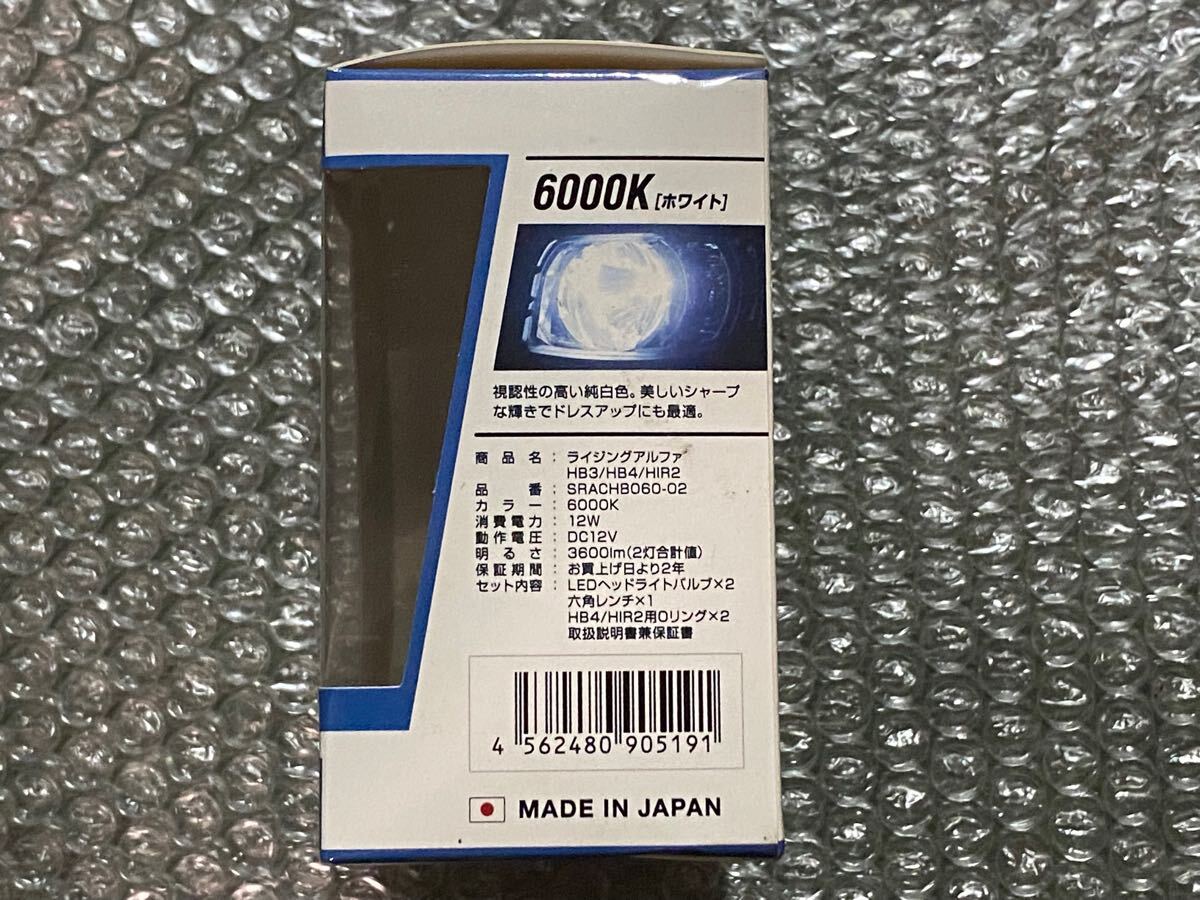 6000K [ホワイト]
視認性の高い純白色。美しいシャープ
な輝きでドレスアップにも最適。
商品名：ライジングアルファ
HB3/HB4/HIR2
品番：SRACHB060-02
カラー：6000K
消費電力：12W
動作電圧：DC12V
明るさ：3600lm(2灯合計値)
保証期間：お買上げ日より2年
セット内容：LEDヘッドライトバルブ×2
六角レンチ×1
HB4/HIR2用Oリング×2
取扱説明書兼保証書
4 562480 905191
MADE IN JAPAN